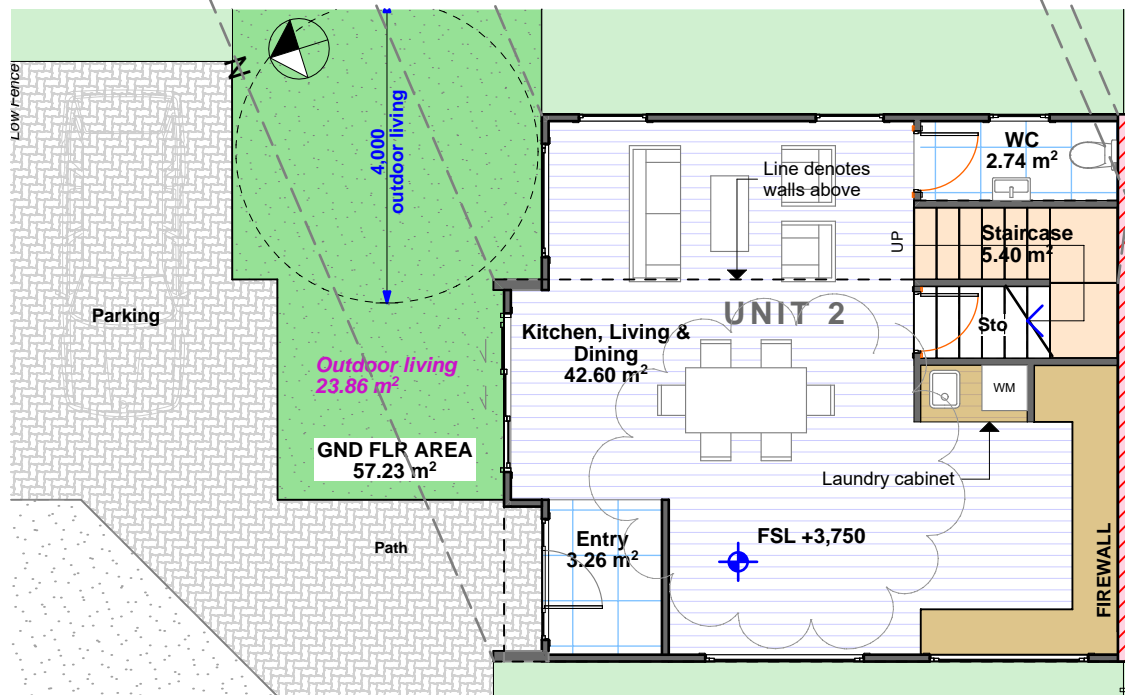 Low Fence
N
4,000
outdoor living
Line denotes
walls above
WC
2.74 m²
UP
Staircase
5.40 m²
Parking
UNIT 2
Sto
Kitchen, Living &
Dining
42.60 m²
Outdoor living
23.86 m²
WM
GND FLR AREA
57.23 m²
Laundry cabinet
Path
Entry
3.26 m²
FSL +3,750
FIREWALL